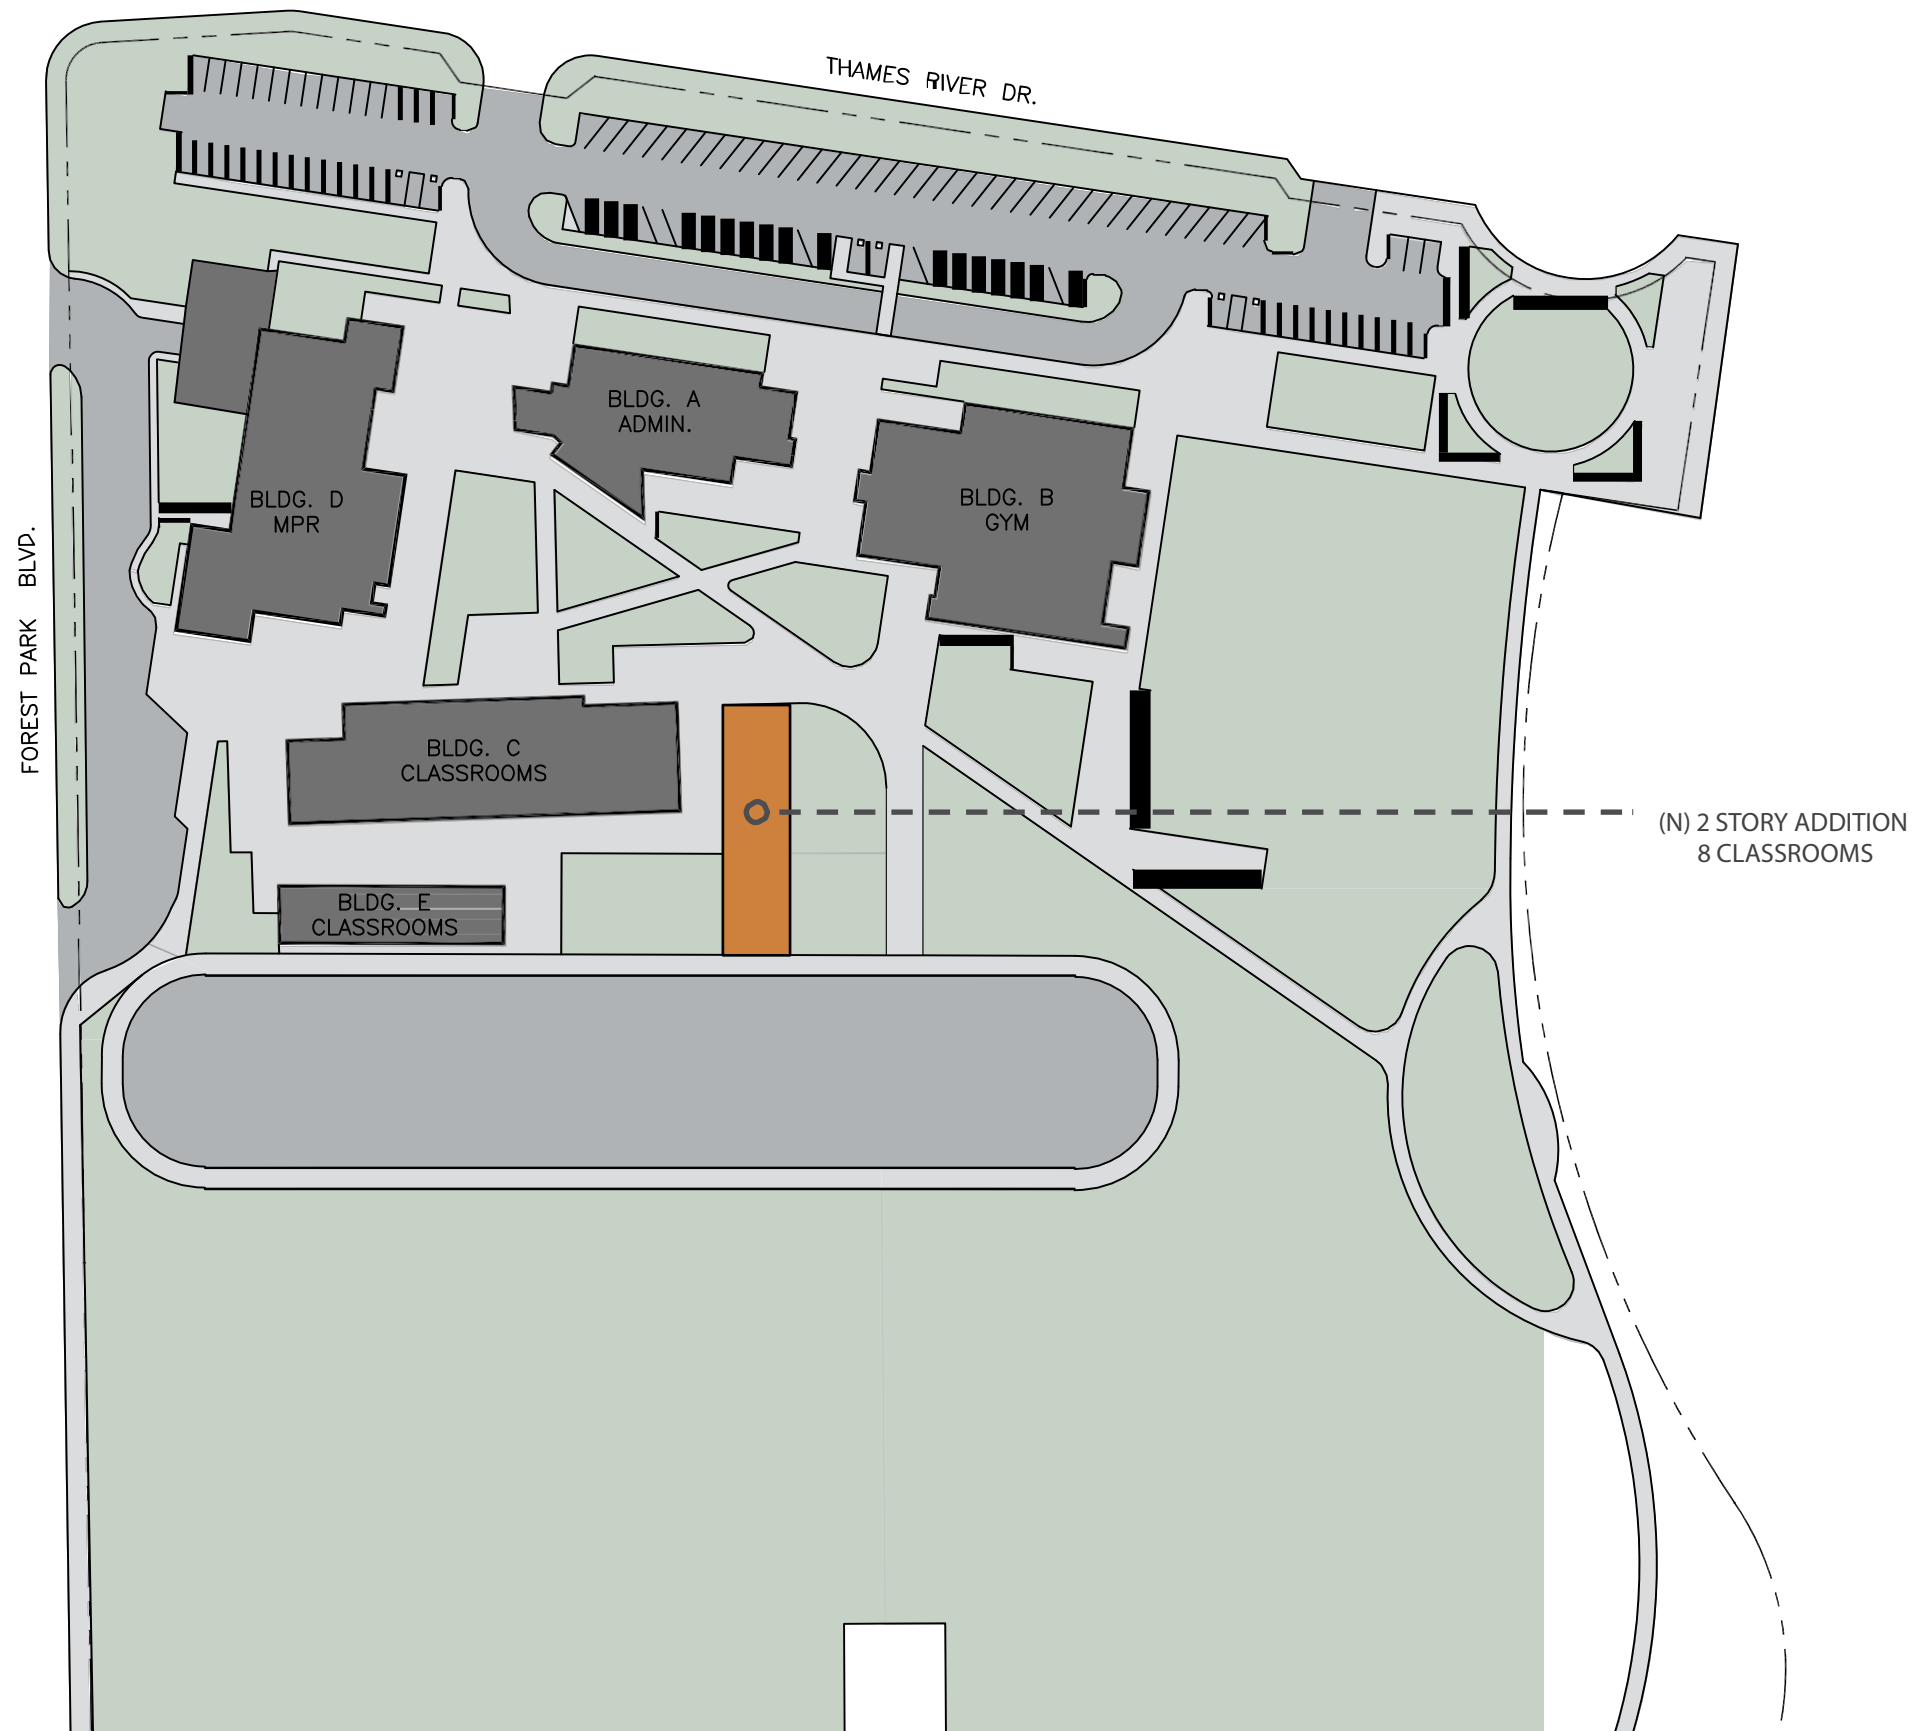 THAMES RIVER DR.
BLDG. A
ADMIN.
BLDG. D
MPR
BLDG. B
GYM
FOREST PARK BLVD.
BLDG. C
CLASSROOMS
(N) 2 STORY ADDITION
8 CLASSROOMS
BLDG. E
CLASSROOMS